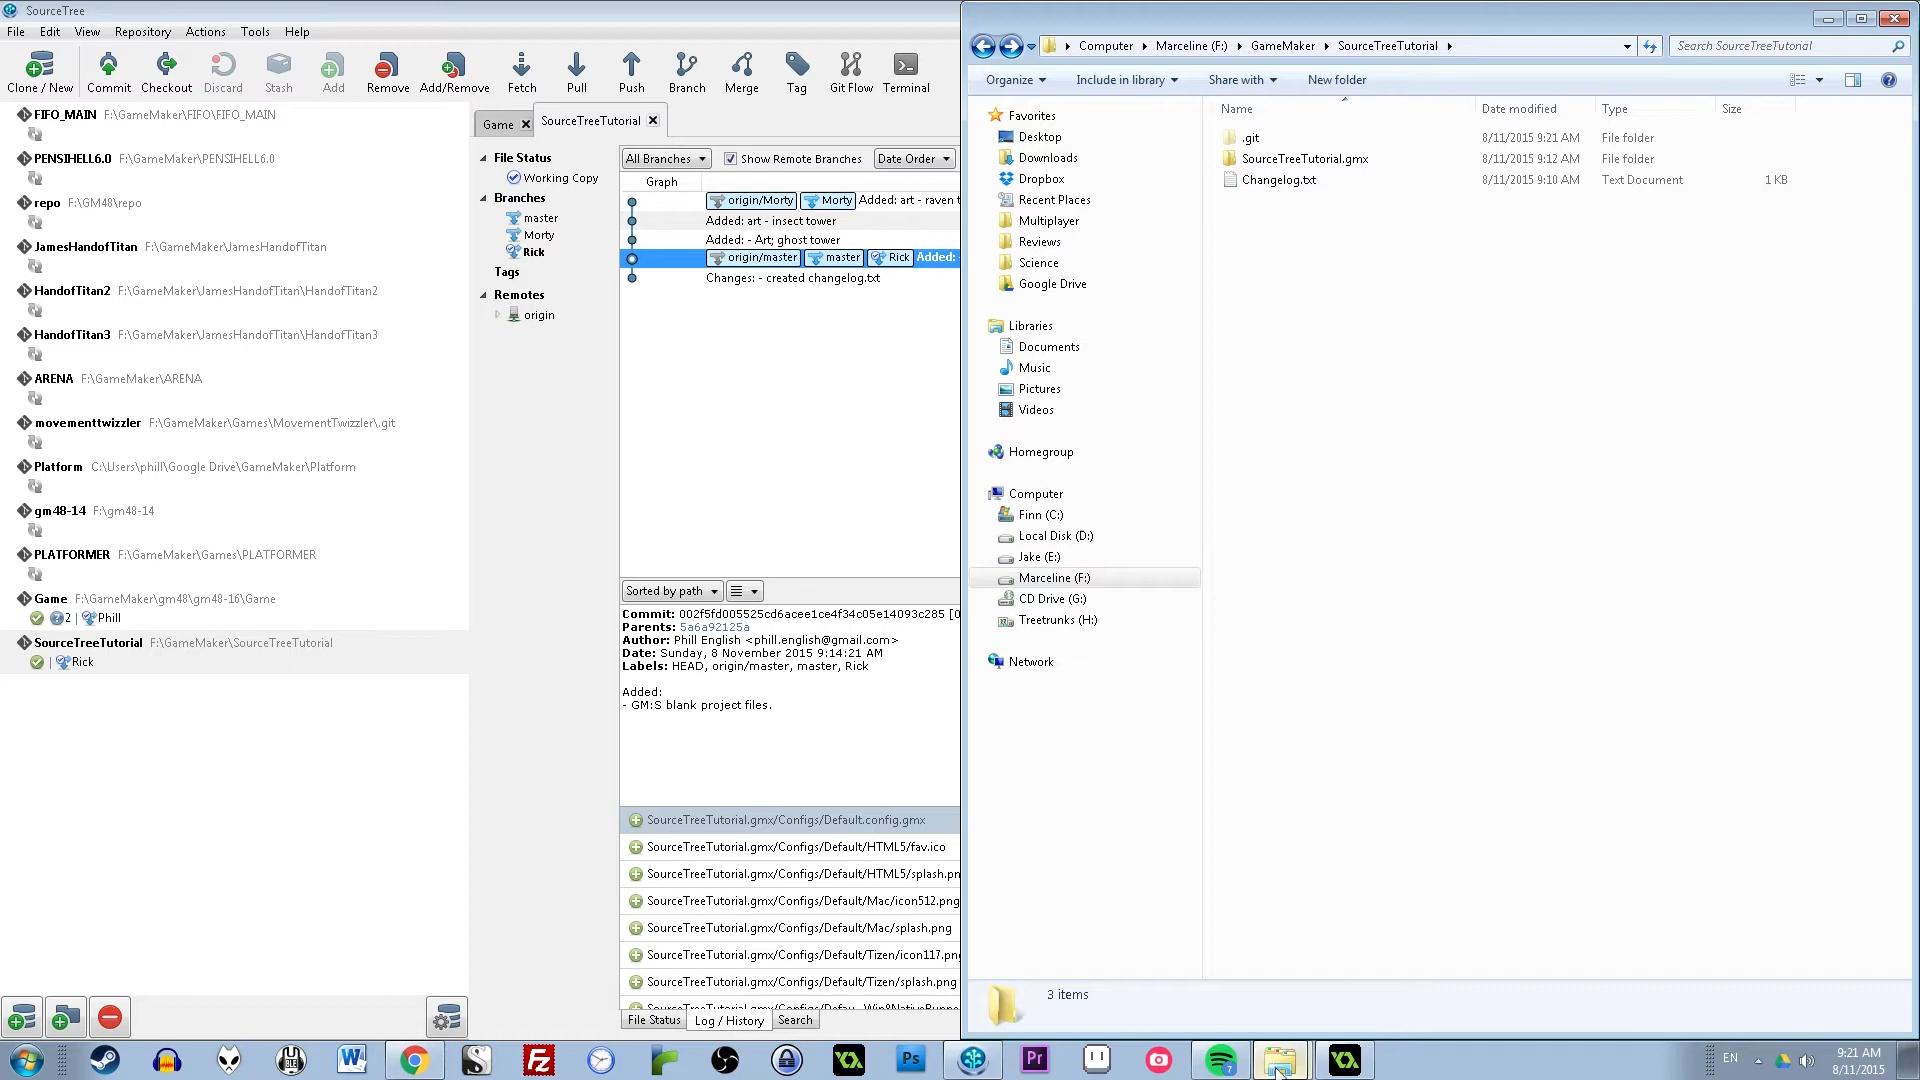 SourceTree
File Edit View Repository Actions Tools Help
Clone / New Commit Checkout Discard Stash Add Remove Add/Remove Fetch Pull Push Branch Merge Tag Git Flow Terminal
FIFO_MAIN F:\GameMaker\FIFO\FIFO_MAIN
PENSIHELL6.0 F:\GameMaker\PENSIHELL6.0
repo F:\GM48\repo
JamesHandofTitan F:\GameMaker\JamesHandofTitan
HandofTitan2 F:\GameMaker\JamesHandofTitan\HandofTitan2
HandofTitan3 F:\GameMaker\JamesHandofTitan\HandofTitan3
ARENA F:\GameMaker\ARENA
movementtwizzler F:\GameMaker\Games\MovementTwizzler\.git
Platform C:\Users\phill\Google Drive\GameMaker\Platform
gm48-14 F:\gm48-14
PLATFORMER F:\GameMaker\Games\PLATFORMER
Game F:\GameMaker\gm48\gm48-16\Game
2 | Phill
SourceTreeTutorial F:\GameMaker\SourceTreeTutorial
| Rick
Game SourceTreeTutorial
File Status
Working Copy
Branches
master
Morty
Rick
Tags
Remotes
origin
All Branches Show Remote Branches Date Order
Graph
origin/Morty Morty Added: art - raven t
Added: art - insect tower
Added: - Art; ghost tower
origin/master master Rick Added:
Changes: - created changelog.txt
Sorted by path
Commit: 002f5fd005525cd6acee1ce4f34c05e14093c285 [0
Parents: 5a6a92125a
Author: Phill English <phill.english@gmail.com>
Date: Sunday, 8 November 2015 9:14:21 AM
Labels: HEAD, origin/master, master, Rick
Added:
- GM:S blank project files.
SourceTreeTutorial.gmx/Configs/Default.config.gmx
SourceTreeTutorial.gmx/Configs/Default/HTML5/fav.ico
SourceTreeTutorial.gmx/Configs/Default/HTML5/splash.pn
SourceTreeTutorial.gmx/Configs/Default/Mac/icon512.png
SourceTreeTutorial.gmx/Configs/Default/Mac/splash.png
SourceTreeTutorial.gmx/Configs/Default/Tizen/icon117.png
SourceTreeTutorial.gmx/Configs/Default/Tizen/splash.png
File Status Log / History Search
Computer Marceline (F:) GameMaker SourceTreeTutorial Search SourceTreeTutorial
Organize Include in library Share with New folder
Favorites
Desktop
Downloads
Dropbox
Recent Places
Multiplayer
Reviews
Science
Google Drive
Libraries
Documents
Music
Pictures
Videos
Homegroup
Computer
Finn (C:)
Local Disk (D:)
Jake (E:)
Marceline (F:)
CD Drive (G:)
Treetrunks (H:)
Network
Name Date modified Type Size
.git 8/11/2015 9:21 AM File folder
SourceTreeTutorial.gmx 8/11/2015 9:12 AM File folder
Changelog.txt 8/11/2015 9:10 AM Text Document 1 KB
3 items
EN 9:21 AM
8/11/2015